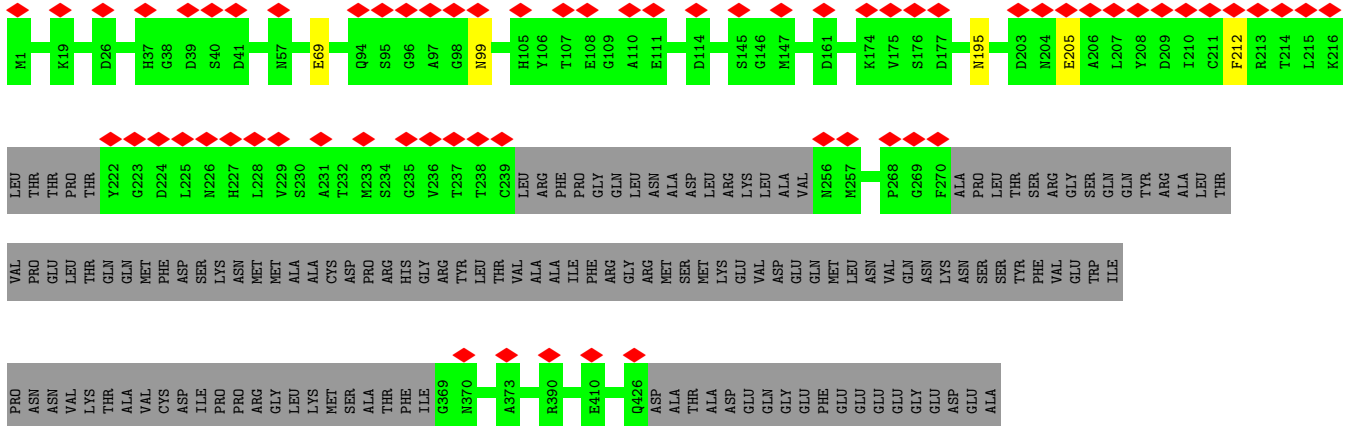 M1 K19 D26 H37 G38 D39 S40 D41 N57 E69 Q94 S95 G96 A97 G98 N99 H105 Y106 T107 E108 G109 A110 E111 D114 S145 G146 M147 D161 K174 V175 S176 D177 N195 D203 N204 E205 A206 L207 Y208 D209 I210 C211 F212 R213 T214 L215 K216
LEU THR THR PRO THR Y222 G223 D224 L225 N226 H227 L228 V229 S230 A231 T232 M233 S234 G235 V236 T237 T238 C239 LEU ARG PHE PRO GLY GLN LEU ASN ALA ASP LEU ARG LYS LEU ALA VAL N256 M257 P268 G269 F270 ALA PRO LEU THR SER ARG GLY SER GLN GLN TYR ARG ALA LEU THR
VAL PRO GLU LEU THR GLN GLN MET PHE ASP SER LYS ASN MET MET ALA ALA CYS ASP PRO ARG HIS GLY ARG TYR LEU THR VAL ALA ALA ILE PHE ARG GLY ARG MET SER MET LYS GLU VAL ASP GLU GLN MET LEU ASN VAL GLN ASN LYS ASN SER SER TYR PHE VAL GLU TRP ILE
PRO ASN ASN VAL LYS THR ALA VAL CYS ASP ILE PRO PRO ARG GLY LEU LYS MET SER ALA THR PHE ILE G369 N370 A373 R390 E410 Q426 ASP ALA THR ALA ASP GLU GLN GLY GLU PHE GLU GLU GLU GLU GLY GLU ASP GLU ALA